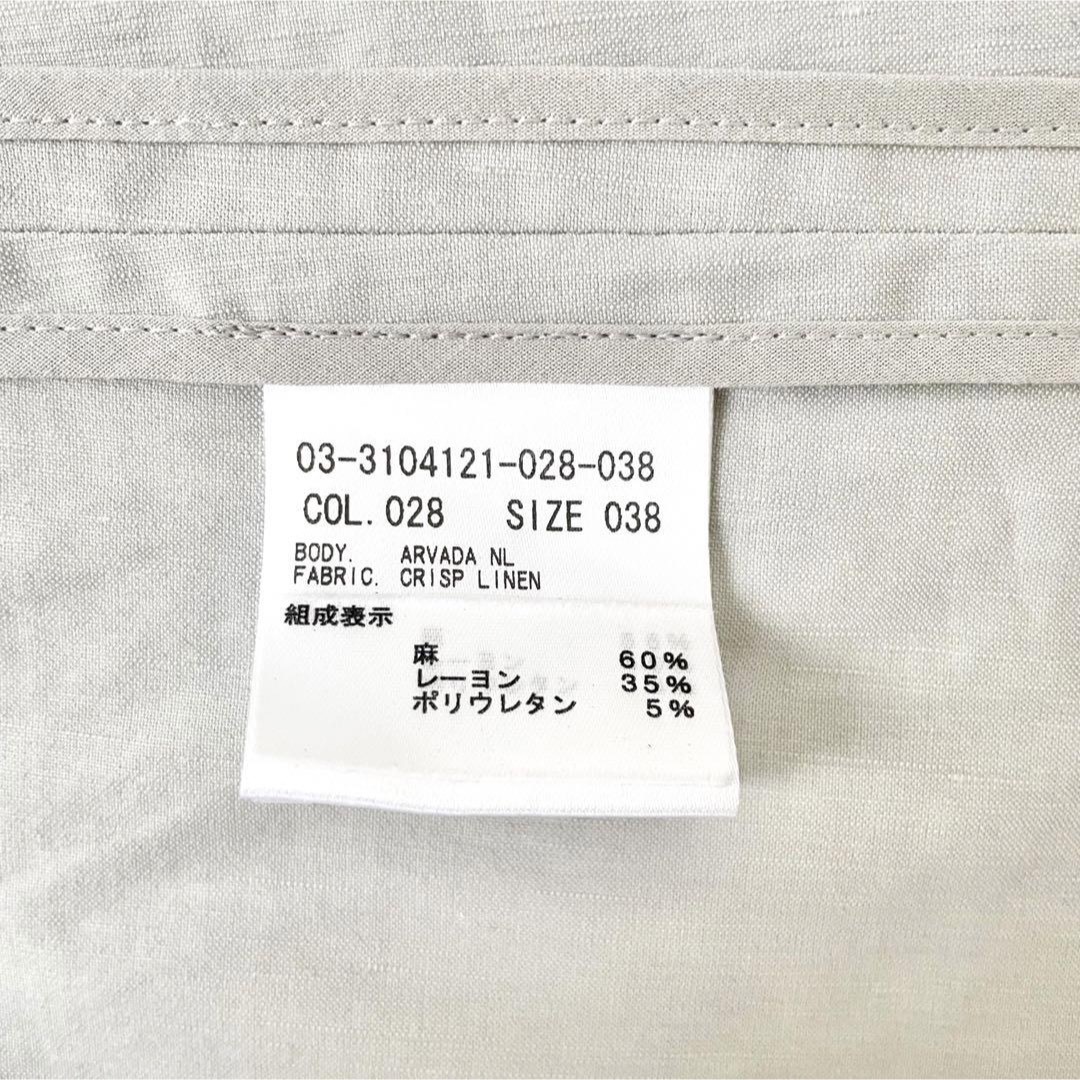 03-3104121-028-038
COL.028 SIZE 038
BODY. ARVADA NL
FABRIC. CRISP LINEN
組成表示
麻 60%
レーヨン 35%
ポリウレタン 5%